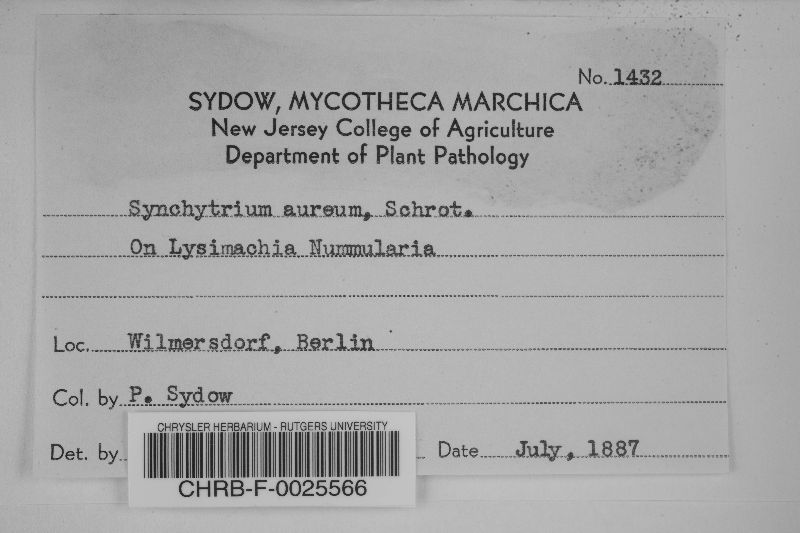 No. 1432
SYDOW, MYCOTHECA MARCHICA
New Jersey College of Agriculture
Department of Plant Pathology
Synchytrium aureum, Schrot.
On Lysimachia Nummularia
Loc. Wilmersdorf, Berlin
Col. by P. Sydow
Det. by
Date July, 1887
CHRYSLER HERBARIUM - RUTGERS UNIVERSITY
CHRB-F-0025566